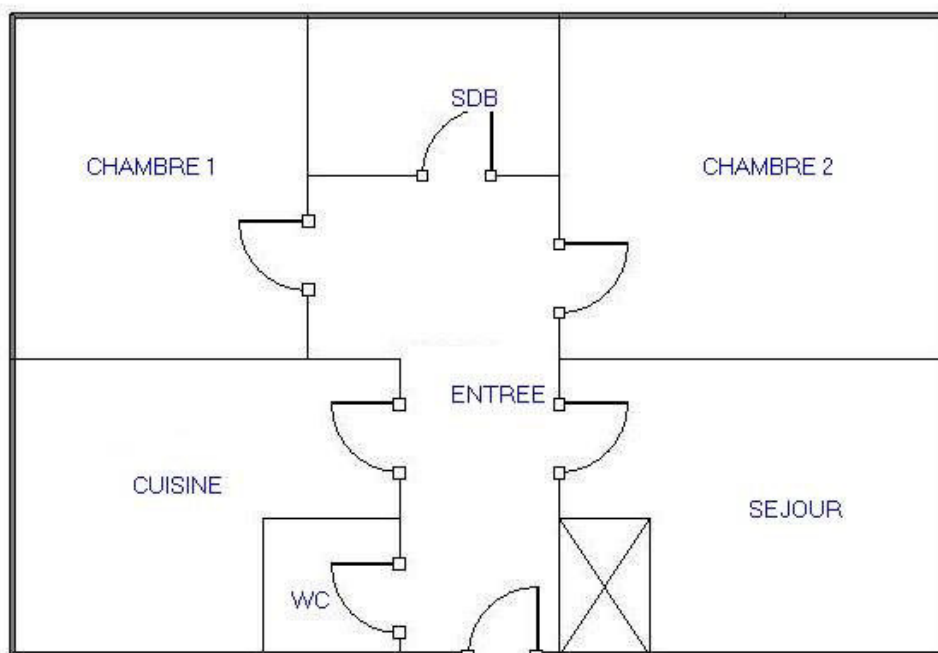 SDB
CHAMBRE 1
CHAMBRE 2
ENTREE
CUISINE
SEJOUR
WC